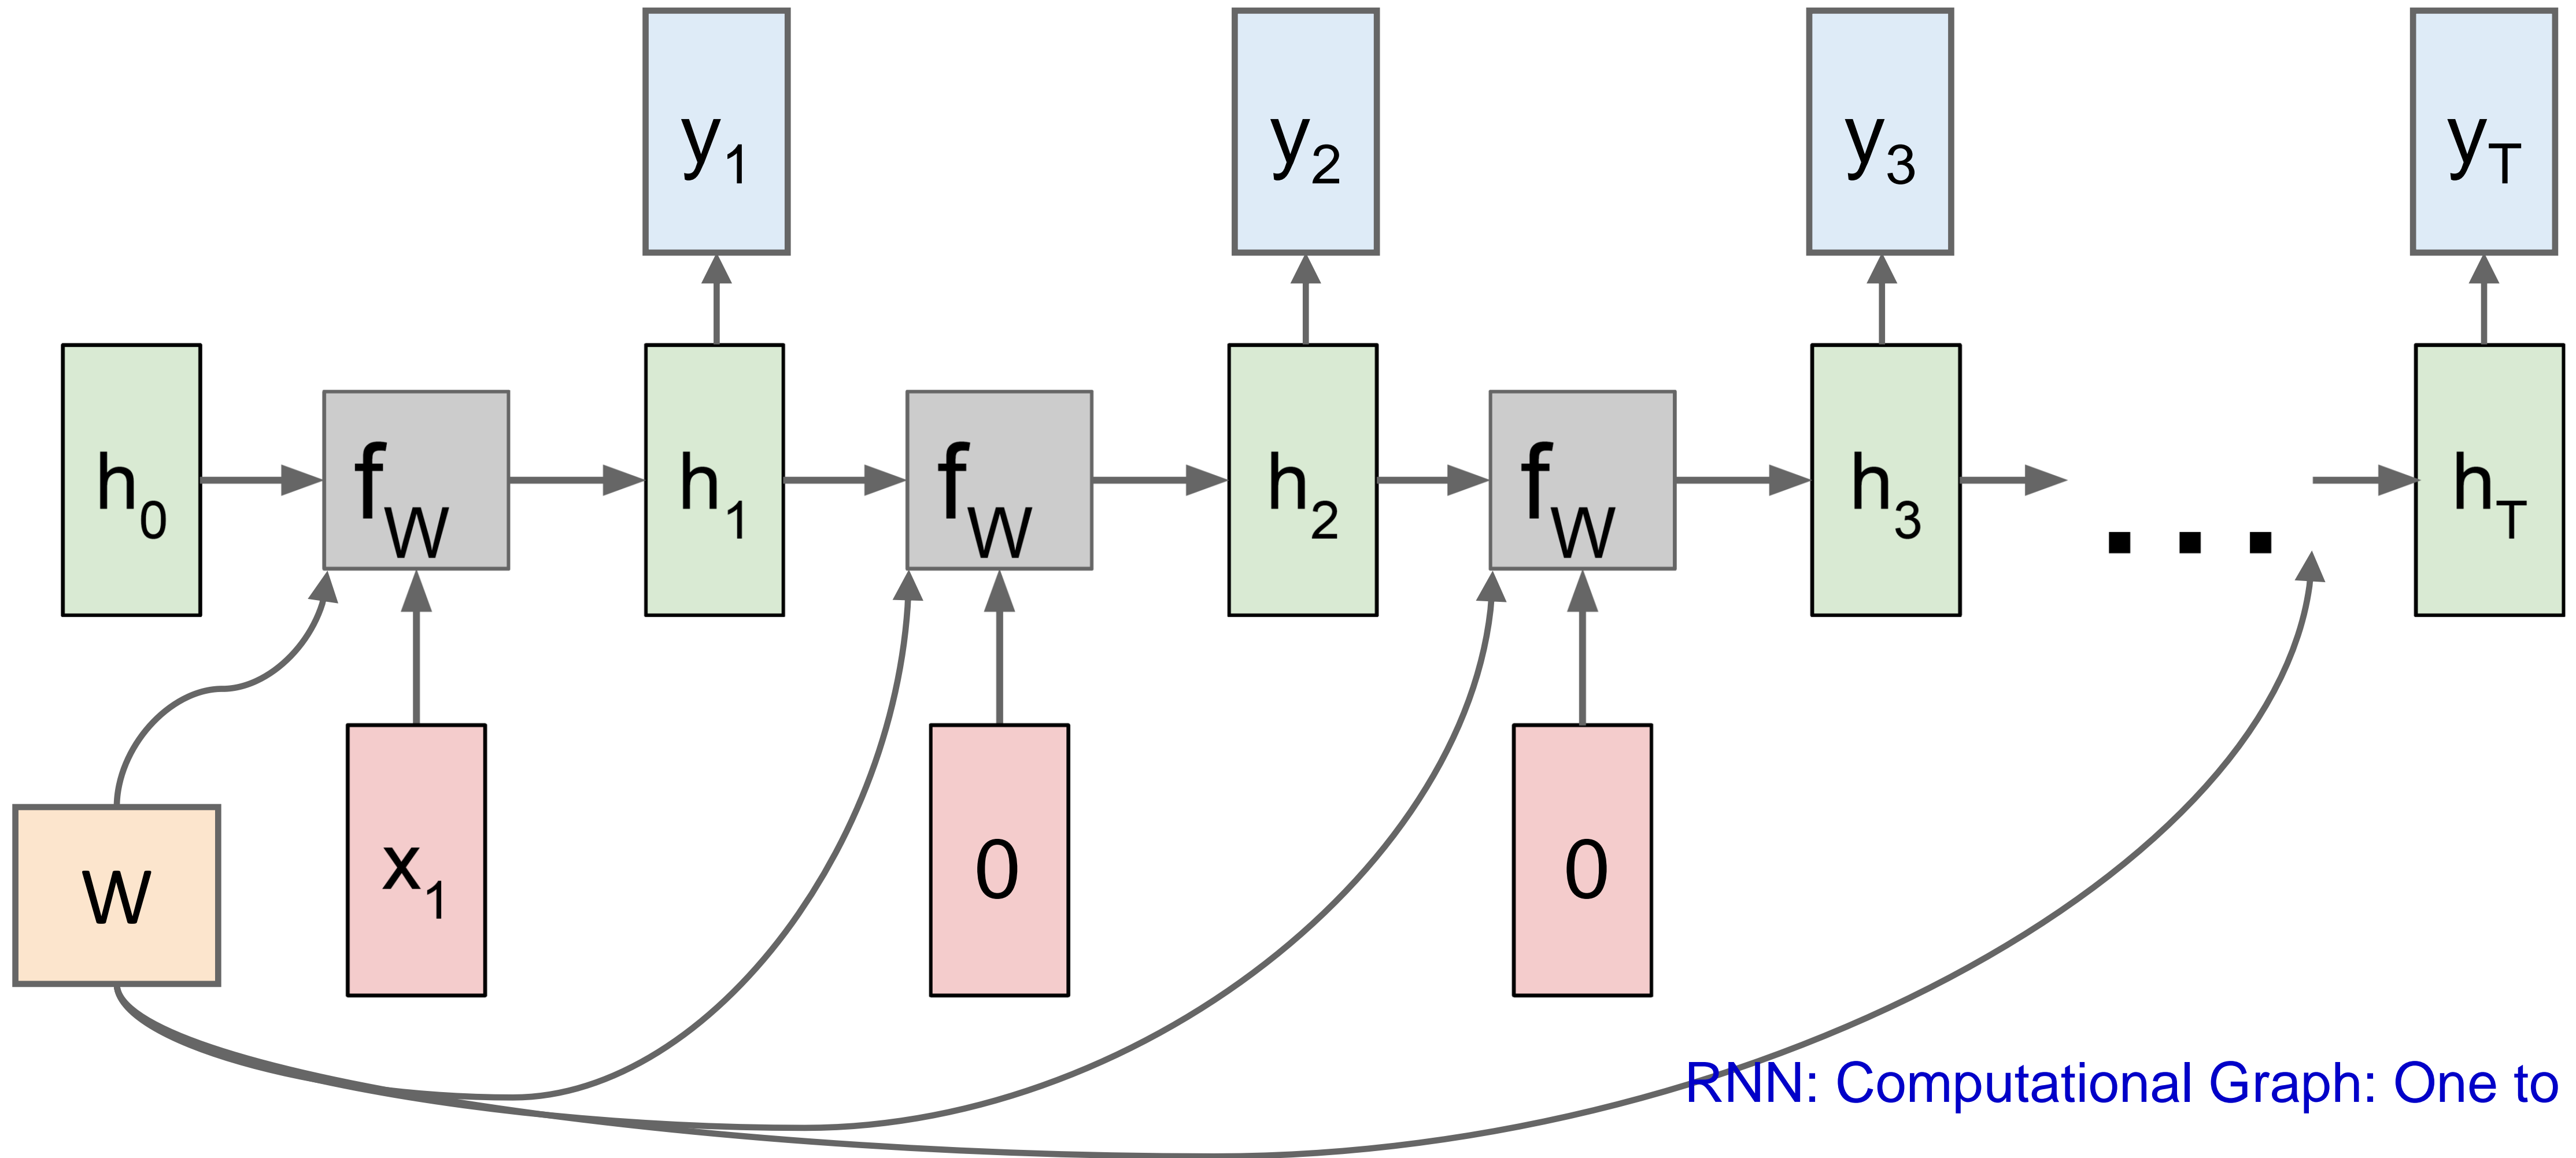 y1 y2 y3 yT
h0 fW h1 fW h2 fW h3 ... hT
W x1 0 0
RNN: Computational Graph: One to